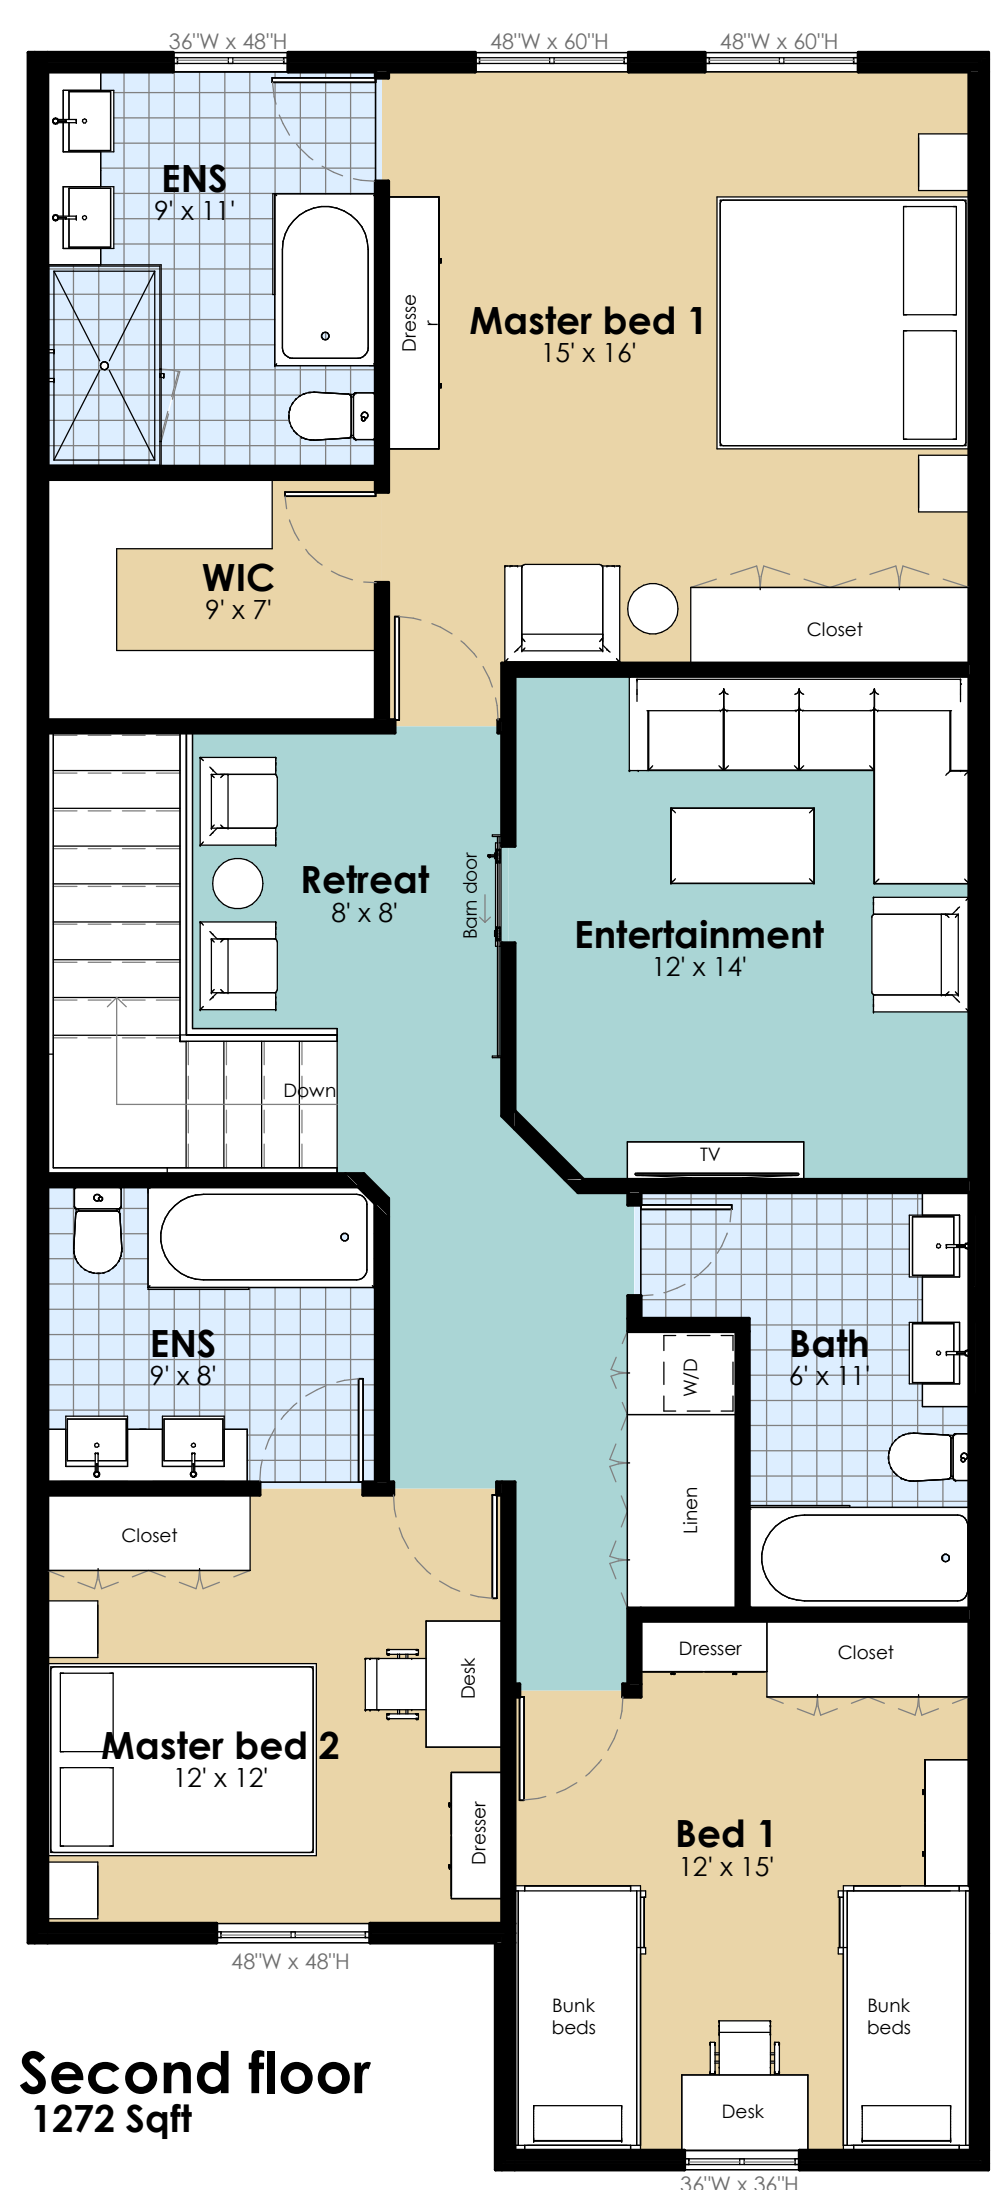 36"W x 48"H
48"W x 60"H
48"W x 60"H
ENS
9' x 11'
Dresse
r
Master bed 1
15' x 16'
WIC
9' x 7'
Closet
Retreat
8' x 8'
Barn door
Entertainment
12' x 14'
Down
TV
ENS
9' x 8'
Bath
6' x 11'
W/D
Linen
Closet
Desk
Master bed 2
12' x 12'
Dresser
Dresser
Closet
Bed 1
12' x 15'
48"W x 48"H
Bunk
beds
Bunk
beds
Desk
Second floor
1272 Sqft
36"W x 36"H